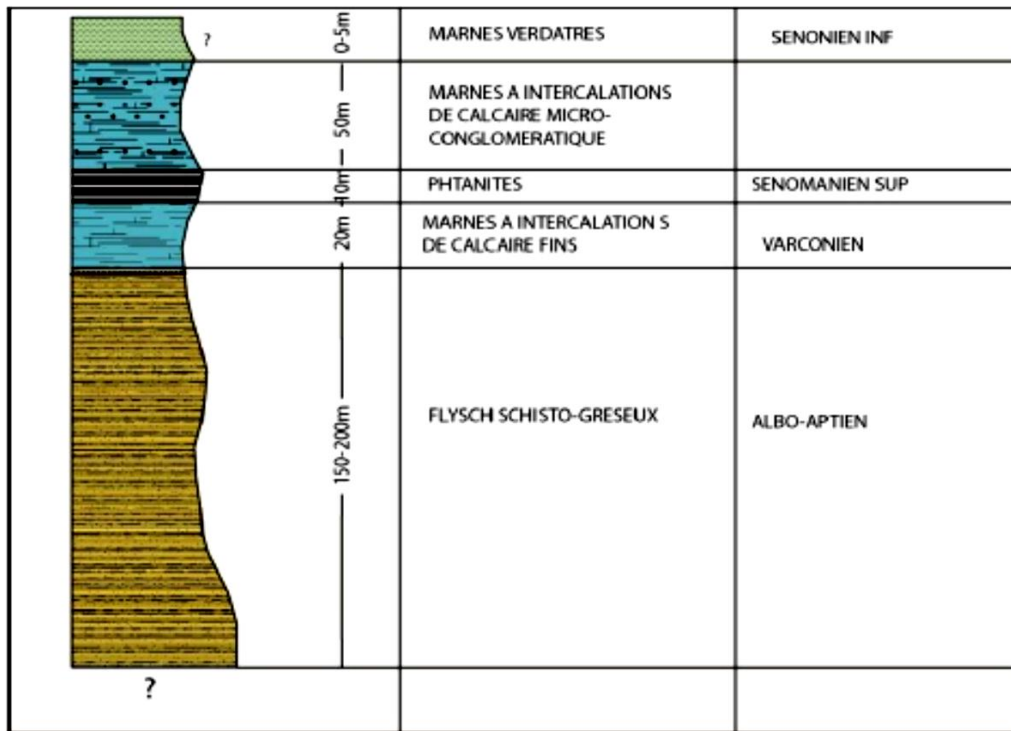 ?
0-5m
MARNES VERDATRES
SENONIEN INF
50m
MARNES A INTERCALATIONS
DE CALCAIRE MICRO-
CONGLOMERATIQUE
40m
PHTANITES
SENOMANIEN SUP
20m
MARNES A INTERCALATION S
DE CALCAIRE FINS
VARCONIEN
150-200m
FLYSCH SCHISTO-GRESEUX
ALBO-APTIEN
?